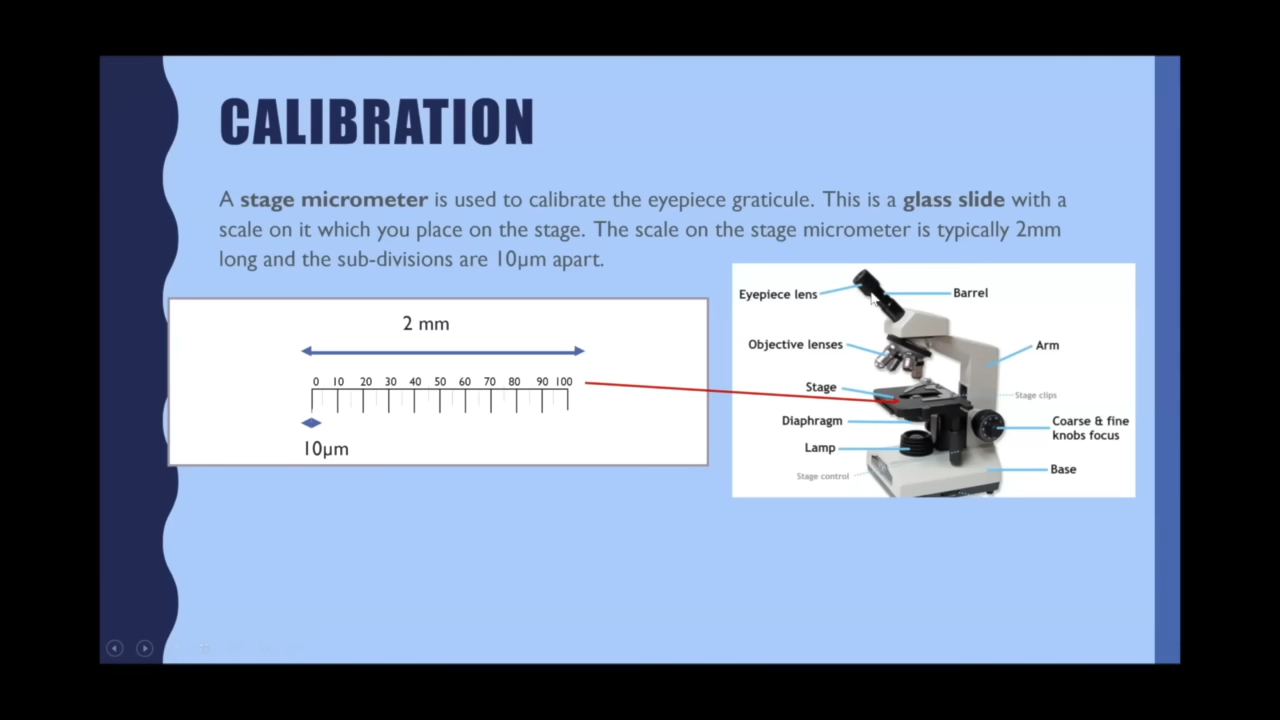 CALIBRATION
A stage micrometer is used to calibrate the eyepiece graticule. This is a glass slide with a
scale on it which you place on the stage. The scale on the stage micrometer is typically 2mm
long and the sub-divisions are 10μm apart.
2 mm
0 10 20 30 40 50 60 70 80 90 100
10μm
Eyepiece lens
Barrel
Objective lenses
Arm
Stage
Stage clips
Diaphragm
Coarse & fine
knobs focus
Lamp
Base
Stage control